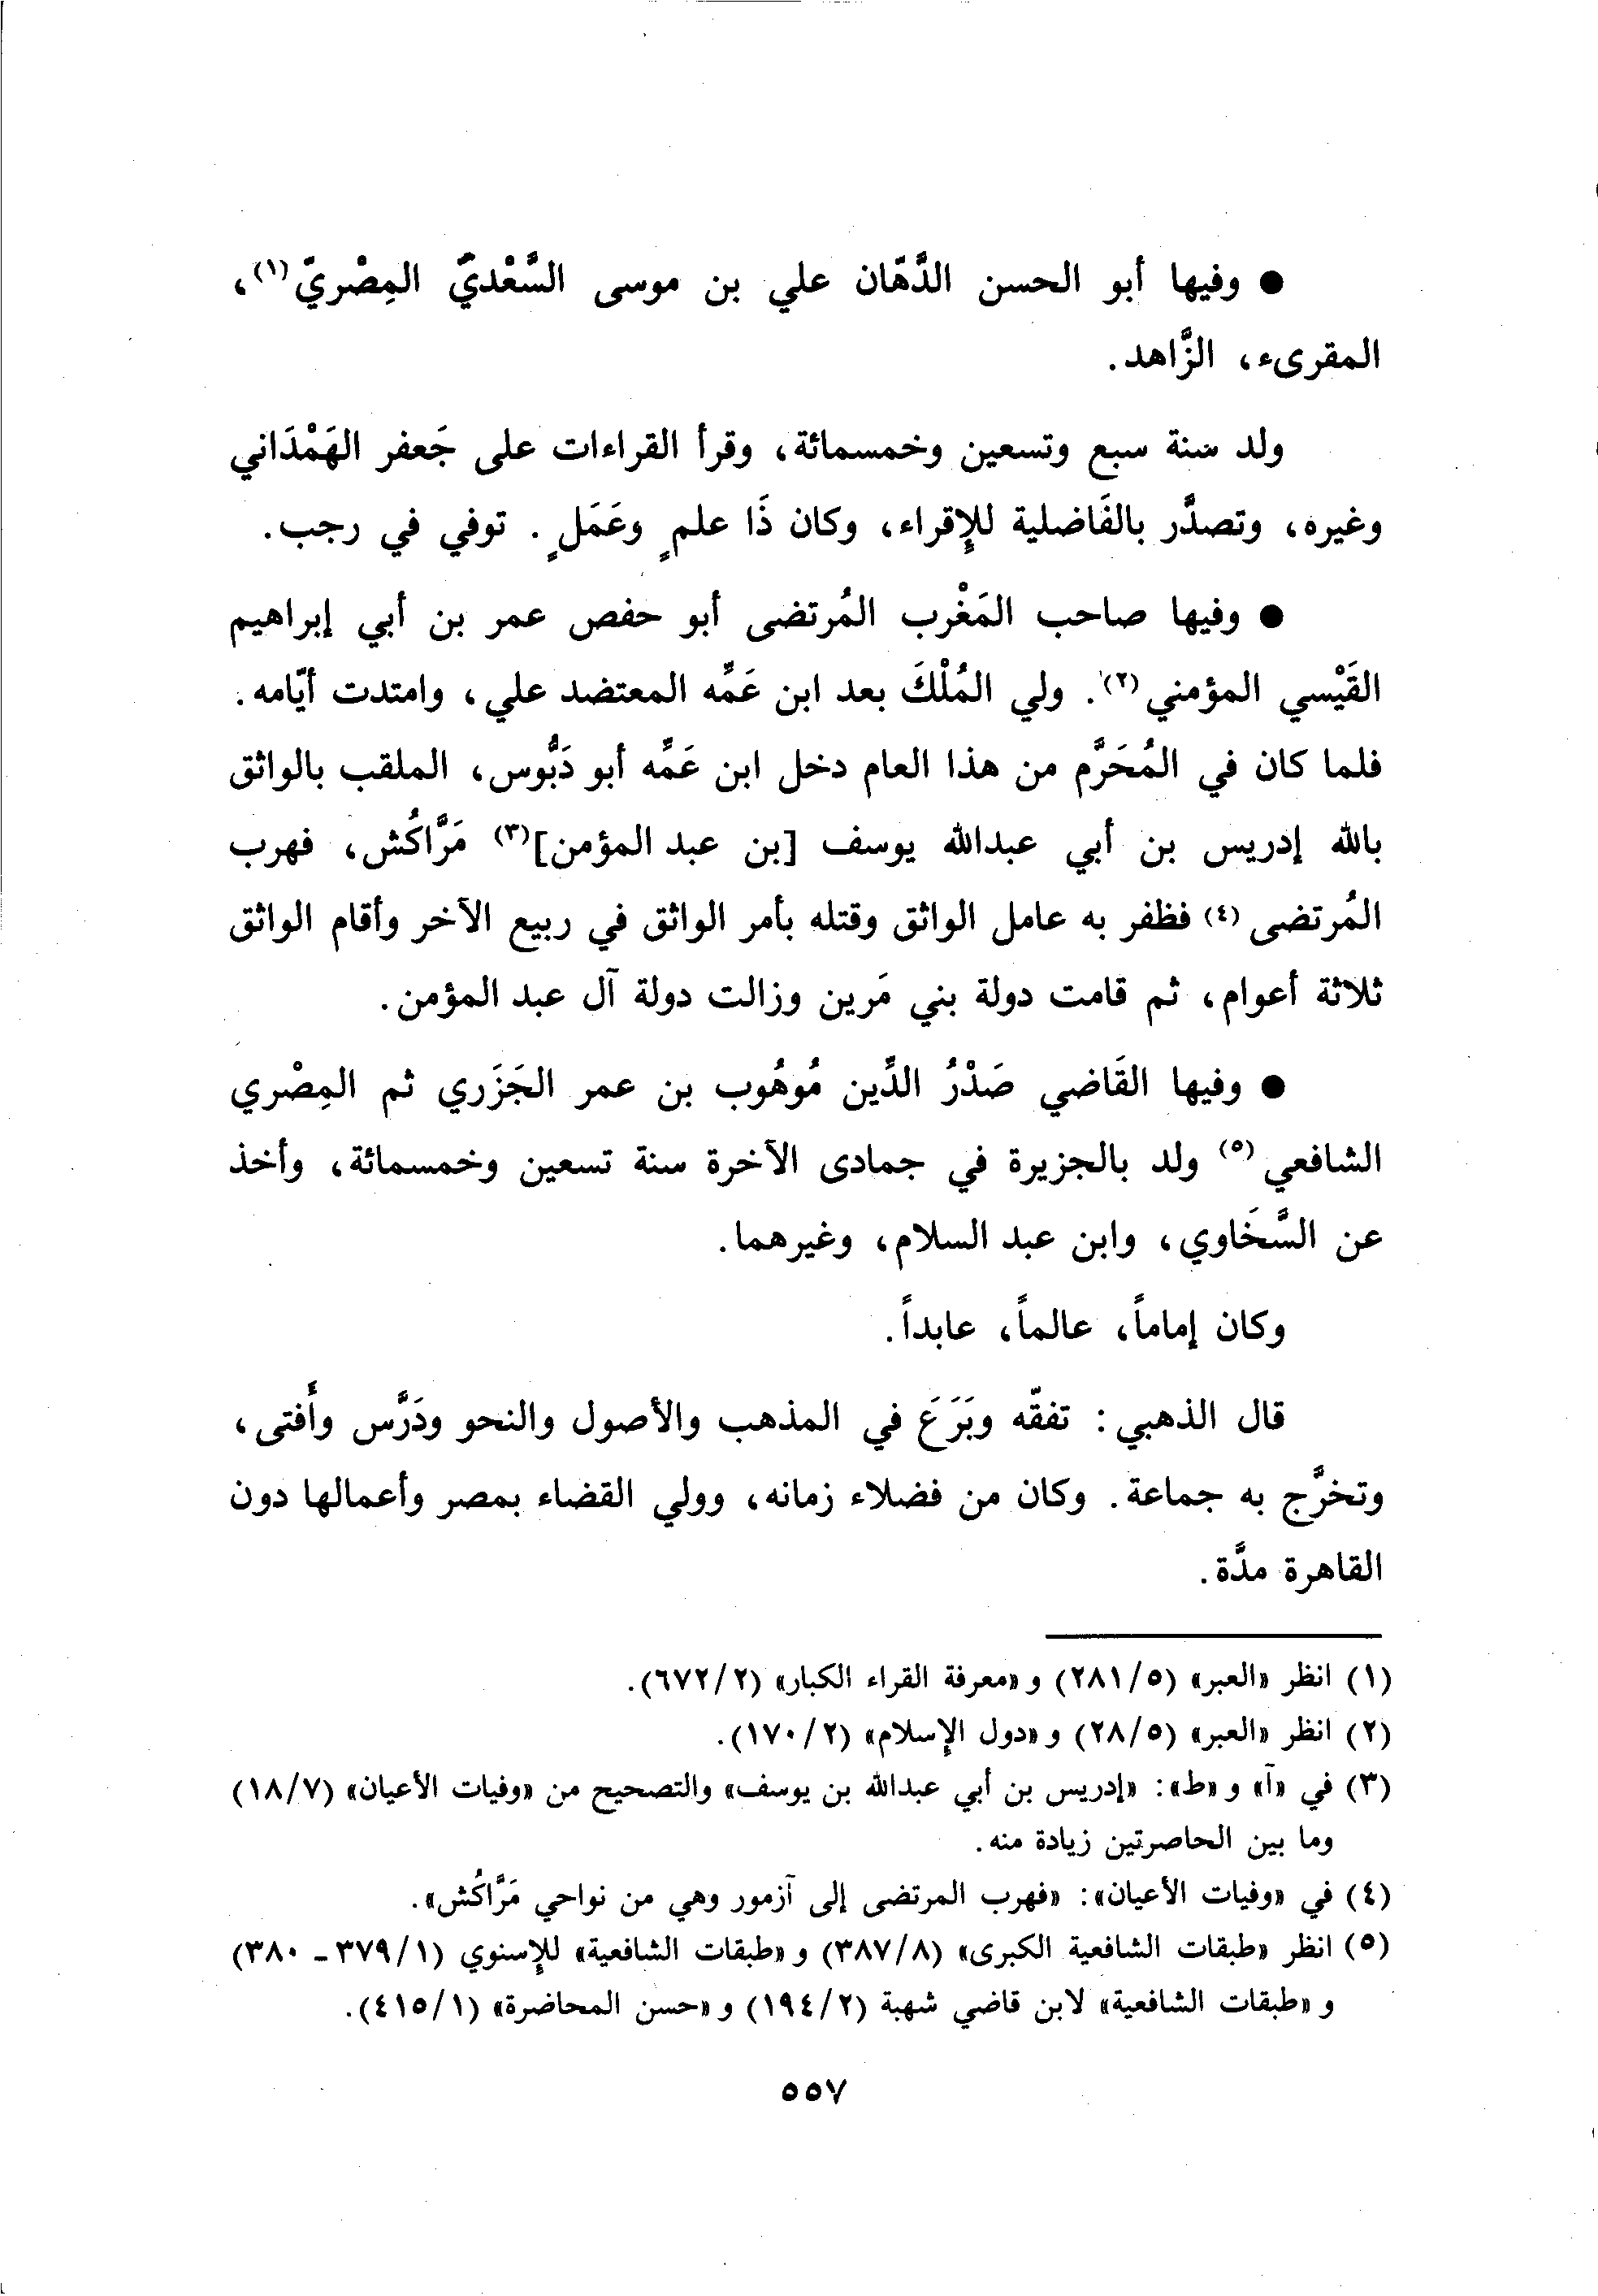 ● وفيها أبو الحسن الدَّهَّان علي بن موسى السَّعْديّ المِصْريّ(١)،
المقرىء، الزَّاهد.
ولد سنة سبع وتسعين وخمسمائة، وقرأ القراءات على جَعفر الهَمْدَاني
وغيره، وتصدَّر بالفَاضلية للإِقراء، وكان ذَا علمٍ وعَمَلٍ. توفي في رجب.
● وفيها صاحب المَغْرب المُرتضى أبو حفص عمر بن أبي إبراهيم
القَيْسي المؤمني(٢). ولي المُلْكَ بعد ابن عَمِّه المعتضد علي، وامتدت أيّامه.
فلما كان في المُحَرَّم من هذا العام دخل ابن عَمِّه أبو دَبُّوس، الملقب بالواثق
بالله إدريس بن أبي عبدالله يوسف [بن عبد المؤمن](٣) مَرَّاكُش، فهرب
المُرتضى(٤) فظفر به عامل الواثق وقتله بأمر الواثق في ربيع الآخر وأقام الواثق
ثلاثة أعوام، ثم قامت دولة بني مَرين وزالت دولة آل عبد المؤمن.
● وفيها القَاضي صَدْرُ الدِّين مُوهُوب بن عمر الجَزَري ثم المِصْري
الشافعي(٥) ولد بالجزيرة في جمادى الآخرة سنة تسعين وخمسمائة، وأخذ
عن السَّخَاوي، وابن عبد السلام، وغيرهما.
وكان إماماً، عالماً، عابداً.
قال الذهبي: تفقّه وبَرَعَ في المذهب والأصول والنحو ودَرَّس وأَفتى،
وتخرَّج به جماعة. وكان من فضلاء زمانه، وولي القضاء بمصر وأعمالها دون
القاهرة مدَّة.
(١) انظر «العبر» (٢٨١/٥) و «معرفة القراء الكبار» (٦٧٢/٢).
(٢) انظر «العبر» (٢٨/٥) و «دول الإسلام» (١٧٠/٢).
(٣) في «آ» و «ط»: «إدريس بن أبي عبدالله بن يوسف» والتصحيح من «وفيات الأعيان» (١٨/٧)
وما بين الحاصرتين زيادة منه.
(٤) في «وفيات الأعيان»: «فهرب المرتضى إلى آزمور وهي من نواحي مَرَّاكُش».
(٥) انظر «طبقات الشافعية الكبرى» (٣٨٧/٨) و «طبقات الشافعية» للإسنوي (٣٧٩/١ - ٣٨٠)
و «طبقات الشافعية» لابن قاضي شهبة (١٩٤/٢) و «حسن المحاضرة» (٤١٥/١).
٥٥٧